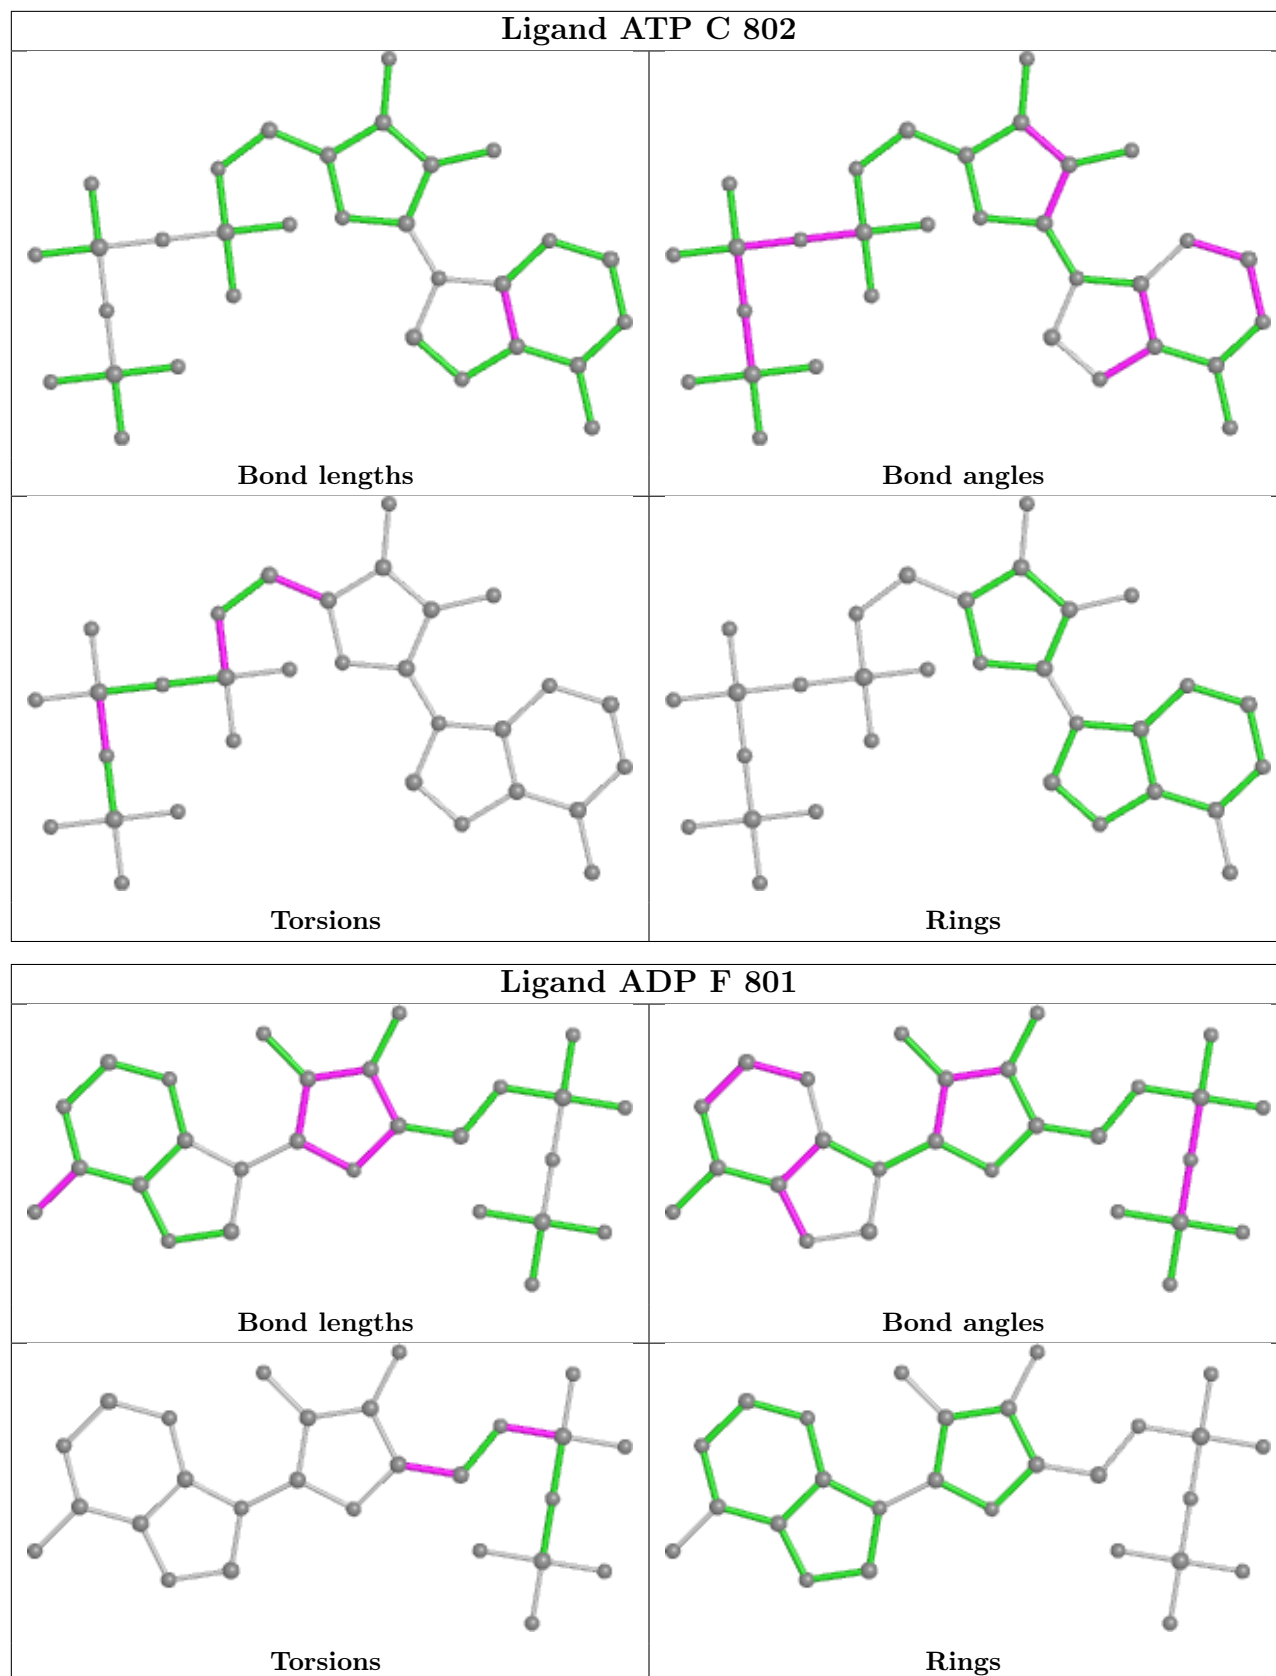 Ligand ATP C 802
Bond lengths
Bond angles
Torsions
Rings
Ligand ADP F 801
Bond lengths
Bond angles
Torsions
Rings